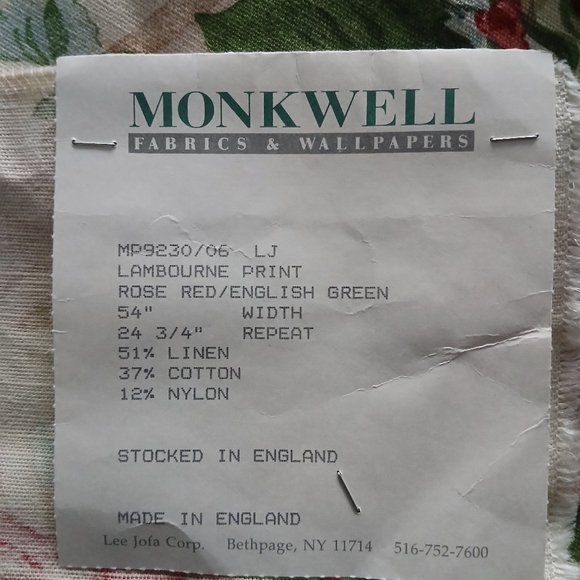 MONKWELL
FABRICS & WALLPAPERS
MP9230/06 LJ
LAMBOURNE PRINT
ROSE RED/ENGLISH GREEN
54" WIDTH
24 3/4" REPEAT
51% LINEN
37% COTTON
12% NYLON
STOCKED IN ENGLAND
MADE IN ENGLAND
Lee Jofa Corp. Bethpage, NY 11714 516-752-7600